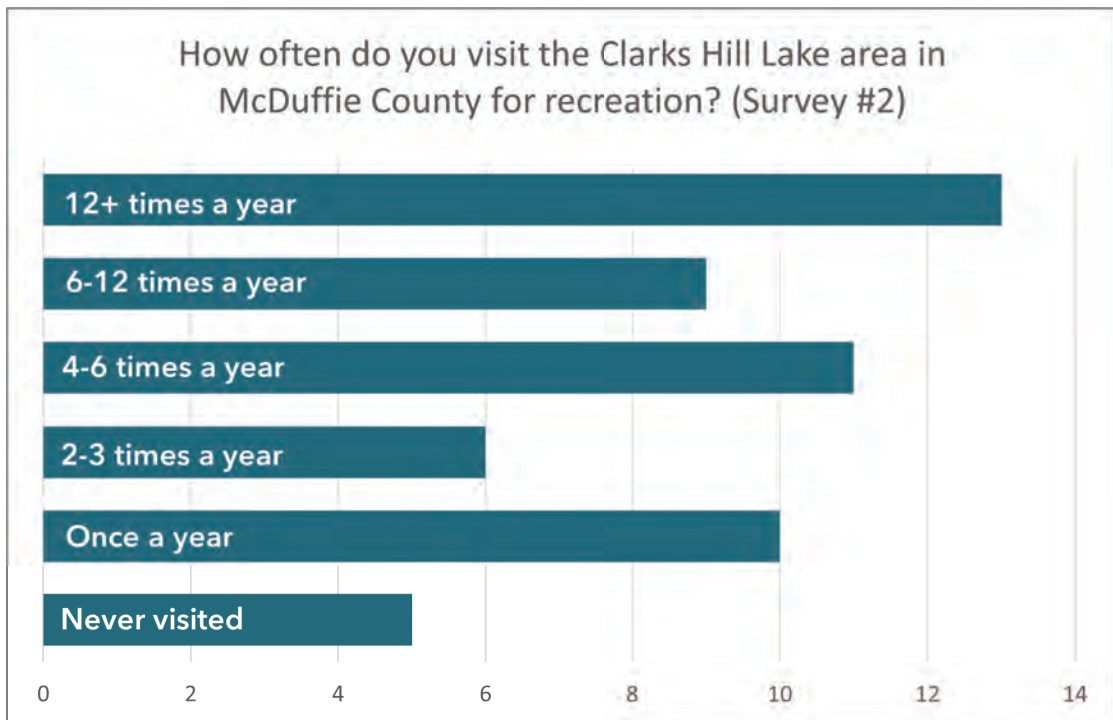 How often do you visit the Clarks Hill Lake area in
McDuffie County for recreation? (Survey #2)
12+ times a year
6-12 times a year
4-6 times a year
2-3 times a year
Once a year
Never visited
0 2 4 6 8 10 12 14